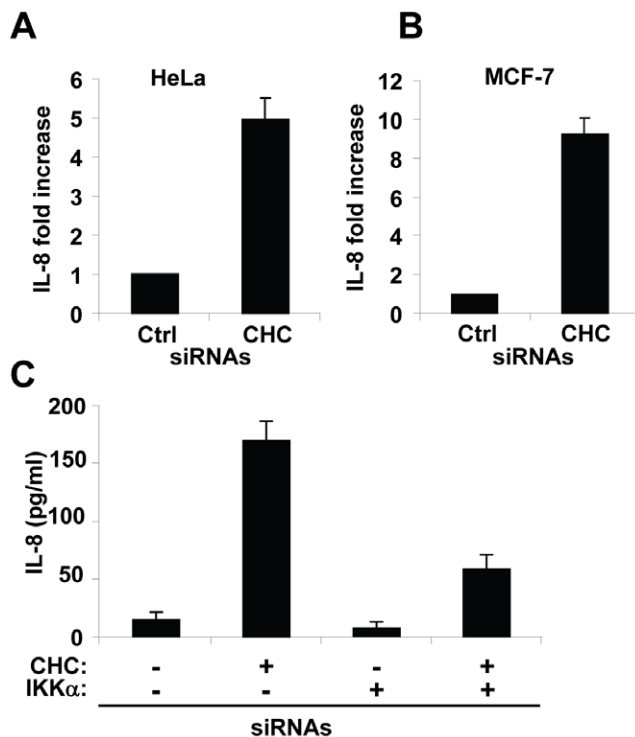 A
HeLa
IL-8 fold increase
6
5
4
3
2
1
0
Ctrl CHC
siRNAs
B
MCF-7
IL-8 fold increase
12
10
8
6
4
2
0
Ctrl CHC
siRNAs
C
IL-8 (pg/ml)
200
150
100
50
0
CHC: - + - +
IKKα: - - + +
siRNAs